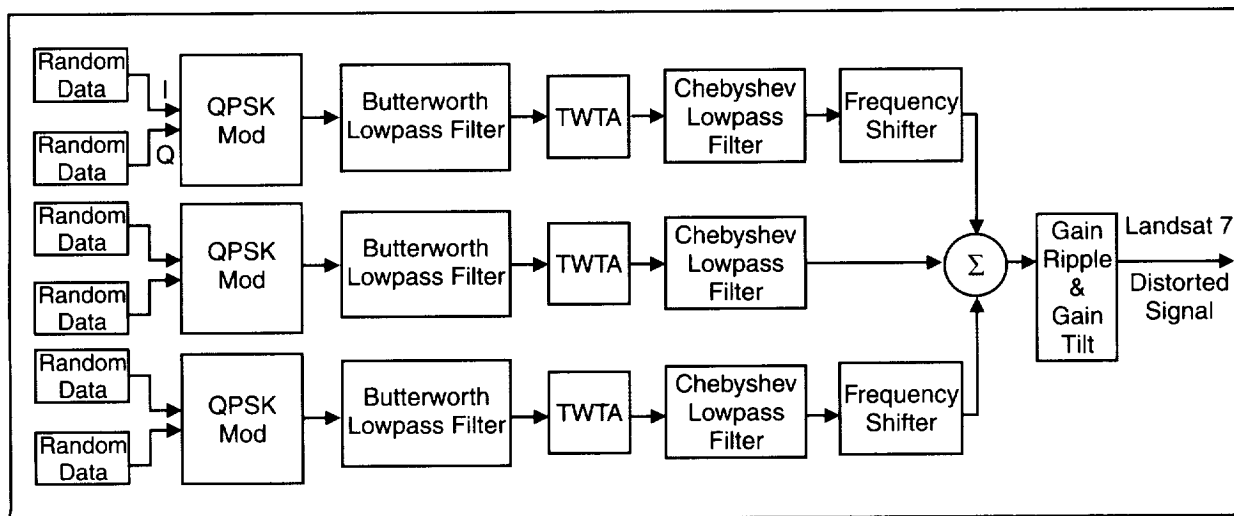 Random
Data
I
Random
Data
Q
QPSK
Mod
Butterworth
Lowpass Filter
TWTA
Chebyshev
Lowpass
Filter
Frequency
Shifter
Random
Data
Random
Data
QPSK
Mod
Butterworth
Lowpass Filter
TWTA
Chebyshev
Lowpass
Filter
Σ
Gain
Ripple
&
Gain
Tilt
Landsat 7
Distorted
Signal
Random
Data
Random
Data
QPSK
Mod
Butterworth
Lowpass Filter
TWTA
Chebyshev
Lowpass
Filter
Frequency
Shifter